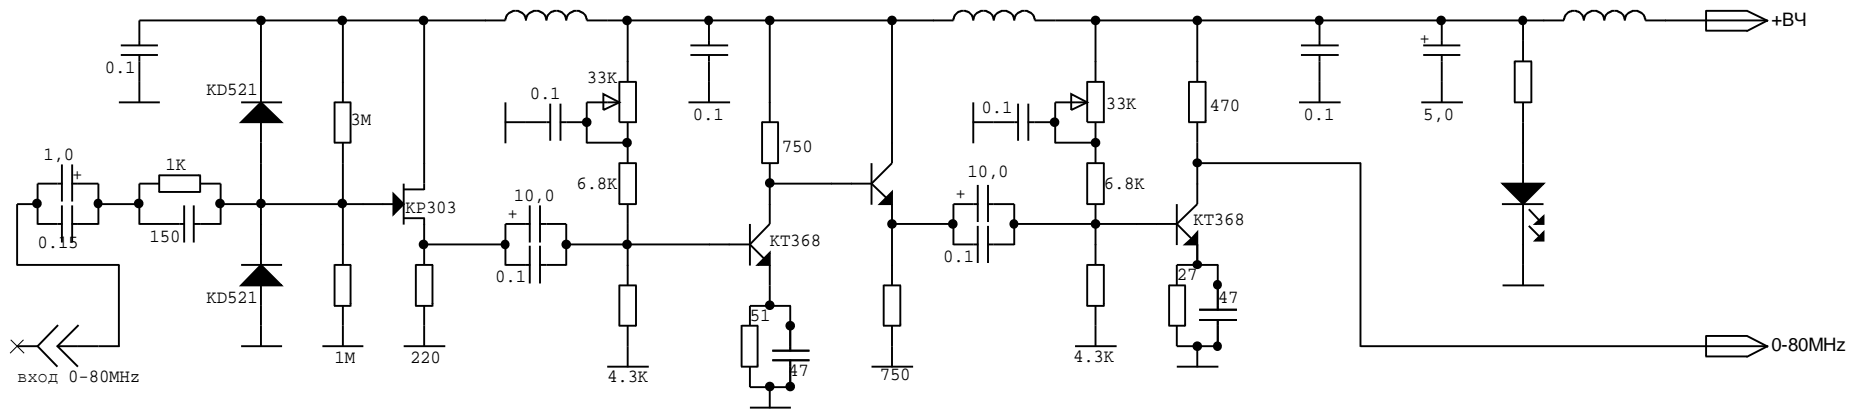 +ВЧ
0.1
KD521
3M
33K
0.1
0.1
750
0.1
33K
470
0.1
+
5,0
1,0
+
0.15
1K
150
KP303
KD521
10,0
+
0.1
6.8K
KT368
10,0
+
0.1
6.8K
KT368
1M
220
4.3K
51
47
750
4.3K
27
47
вход 0-80MHz
0-80MHz